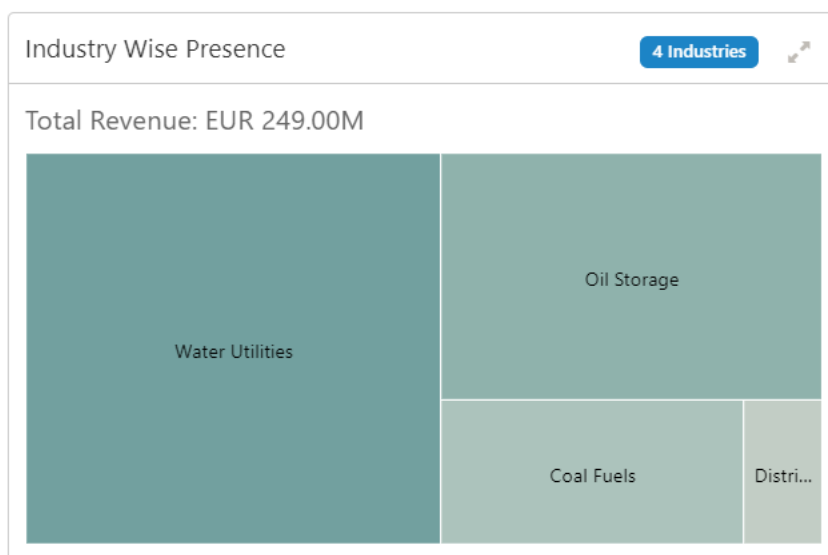 Industry Wise Presence
4 Industries
Total Revenue: EUR 249.00M
Oil Storage
Water Utilities
Coal Fuels
Distri...